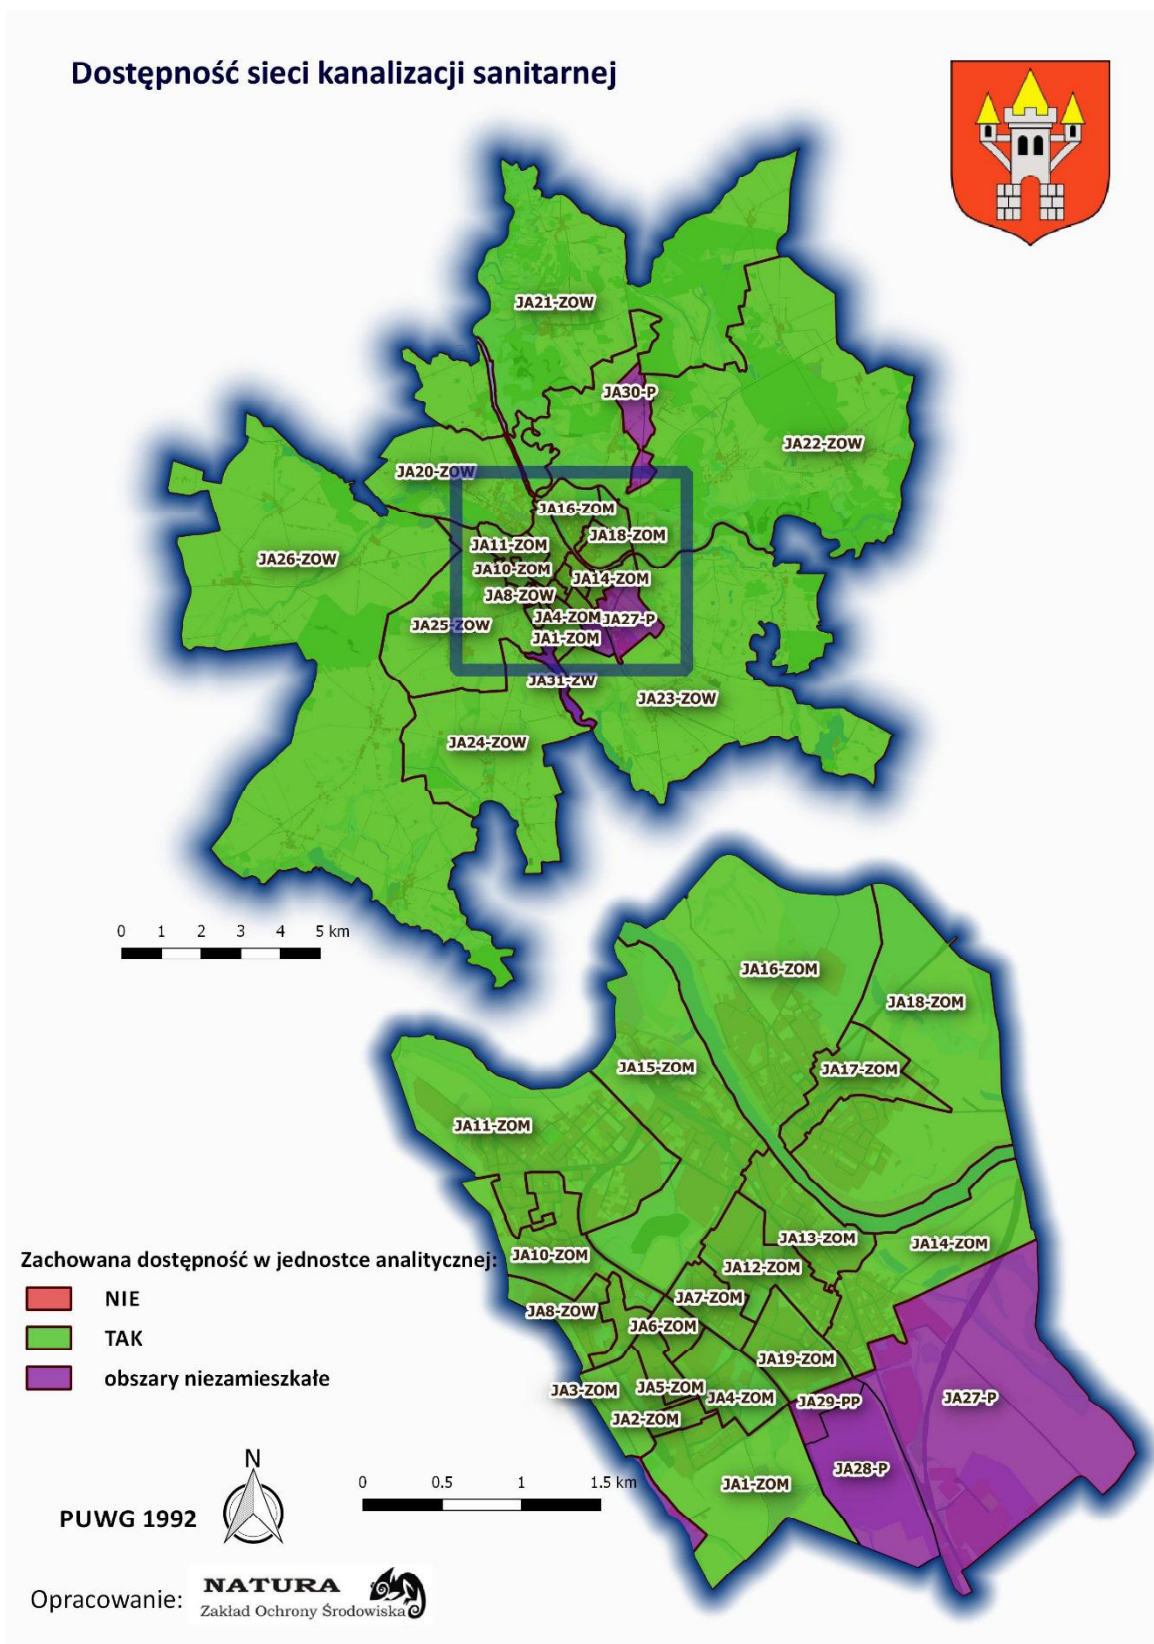 Dostępność sieci kanalizacji sanitarnej
JA21-ZOW
JA30-P
JA22-ZOW
JA20-ZOW
JA16-ZOM
JA18-ZOM
JA11-ZOM
JA26-ZOW
JA10-ZOM
JA14-ZOM
JA8-ZOW
JA4-ZOM
JA27-P
JA25-ZOW
JA1-ZOM
JA31-ZW
JA23-ZOW
JA24-ZOW
0 1 2 3 4 5 km
JA16-ZOM
JA18-ZOM
JA15-ZOM
JA17-ZOM
JA11-ZOM
JA13-ZOM
JA14-ZOM
JA10-ZOM
JA12-ZOM
JA7-ZOM
JA8-ZOW
JA6-ZOM
JA19-ZOM
JA3-ZOM
JA5-ZOM
JA4-ZOM
JA29-PP
JA27-P
JA2-ZOM
JA28-P
JA1-ZOM
Zachowana dostępność w jednostce analitycznej:
NIE
TAK
obszary niezamieszkałe
N
0 0.5 1 1.5 km
PUWG 1992
Opracowanie:
NATURA
Zakład Ochrony Środowiska